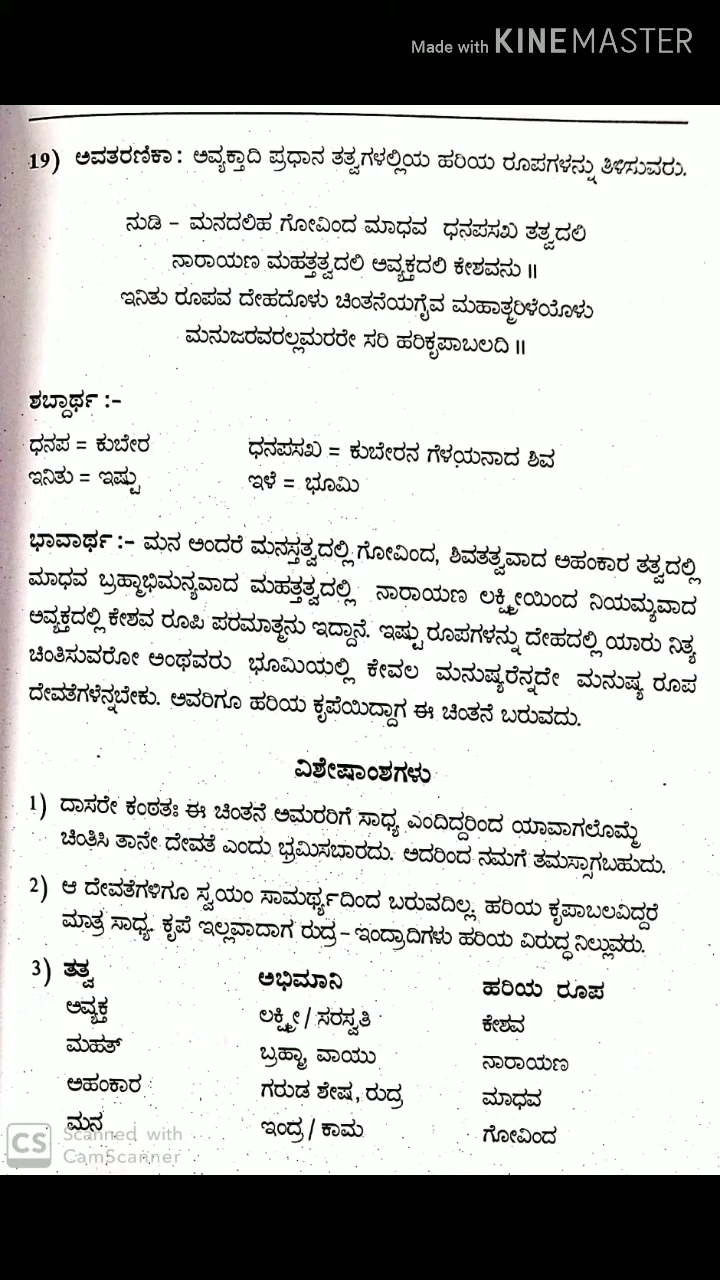 Made with KINEMASTER
19) ಅವತರಣಿಕಾ : ಅವ್ಯಕ್ತಾದಿ ಪ್ರಧಾನ ತತ್ವಗಳಲ್ಲಿಯ ಹರಿಯ ರೂಪಗಳನ್ನು ತಿಳಿಸುವರು.
ನುಡಿ – ಮನದಲಿಹ ಗೋವಿಂದ ಮಾಧವ ಧನಪಸಖ ತತ್ವದಲಿ
ನಾರಾಯಣ ಮಹತ್ತತ್ವದಲಿ ಅವ್ಯಕ್ತದಲಿ ಕೇಶವನು ॥
ಇನಿತು ರೂಪವ ದೇಹದೊಳು ಚಿಂತನೆಯಗೈವ ಮಹಾತ್ಮರಿಳೆಯೊಳು
ಮನುಜರವರಲ್ಲಮರರೇ ಸರಿ ಹರಿಕೃಪಾಬಲದಿ ॥
ಶಬ್ದಾರ್ಥ :-
ಧನಪ = ಕುಬೇರ ಧನಪಸಖ = ಕುಬೇರನ ಗೆಳಯನಾದ ಶಿವ
ಇನಿತು = ಇಷ್ಟು ಇಳೆ = ಭೂಮಿ
ಭಾವಾರ್ಥ :- ಮನ ಅಂದರೆ ಮನಸ್ತತ್ವದಲ್ಲಿ ಗೋವಿಂದ, ಶಿವತತ್ವವಾದ ಅಹಂಕಾರ ತತ್ವದಲ್ಲಿ
ಮಾಧವ ಬ್ರಹ್ಮಾಭಿಮನ್ಯವಾದ ಮಹತ್ತತ್ವದಲ್ಲಿ ನಾರಾಯಣ ಲಕ್ಷ್ಮೀಯಿಂದ ನಿಯಮ್ಯವಾದ
ಅವ್ಯಕ್ತದಲ್ಲಿ ಕೇಶವ ರೂಪಿ ಪರಮಾತ್ಮನು ಇದ್ದಾನೆ. ಇಷ್ಟು ರೂಪಗಳನ್ನು ದೇಹದಲ್ಲಿ ಯಾರು ನಿತ್ಯ
ಚಿಂತಿಸುವರೋ ಅಂಥವರು ಭೂಮಿಯಲ್ಲಿ ಕೇವಲ ಮನುಷ್ಯರೆನ್ನದೇ ಮನುಷ್ಯ ರೂಪ
ದೇವತೆಗಳೆನ್ನಬೇಕು. ಅವರಿಗೂ ಹರಿಯ ಕೃಪೆಯಿದ್ದಾಗ ಈ ಚಿಂತನೆ ಬರುವದು.
ವಿಶೇಷಾಂಶಗಳು
1) ದಾಸರೇ ಕಂಠತಃ ಈ ಚಿಂತನೆ ಅಮರರಿಗೆ ಸಾಧ್ಯ ಎಂದಿದ್ದರಿಂದ ಯಾವಾಗಲೊಮ್ಮೆ
ಚಿಂತಿಸಿ ತಾನೇ ದೇವತೆ ಎಂದು ಭ್ರಮಿಸಬಾರದು. ಅದರಿಂದ ನಮಗೆ ತಮಸ್ಸಾಗಬಹುದು.
2) ಆ ದೇವತೆಗಳಿಗೂ ಸ್ವಯಂ ಸಾಮರ್ಥ್ಯದಿಂದ ಬರುವದಿಲ್ಲ. ಹರಿಯ ಕೃಪಾಬಲವಿದ್ದರೆ
ಮಾತ್ರ ಸಾಧ್ಯ. ಕೃಪೆ ಇಲ್ಲವಾದಾಗ ರುದ್ರ – ಇಂದ್ರಾದಿಗಳು ಹರಿಯ ವಿರುದ್ಧ ನಿಲ್ಲುವರು.
3) ತತ್ವ ಅಭಿಮಾನಿ ಹರಿಯ ರೂಪ
ಅವ್ಯಕ್ತ ಲಕ್ಷ್ಮೀ / ಸರಸ್ವತಿ ಕೇಶವ
ಮಹತ್ ಬ್ರಹ್ಮಾ, ವಾಯು ನಾರಾಯಣ
ಅಹಂಕಾರ ಗರುಡ ಶೇಷ, ರುದ್ರ ಮಾಧವ
ಮನ ಇಂದ್ರ / ಕಾಮ ಗೋವಿಂದ
CS Scanned with
CamScanner